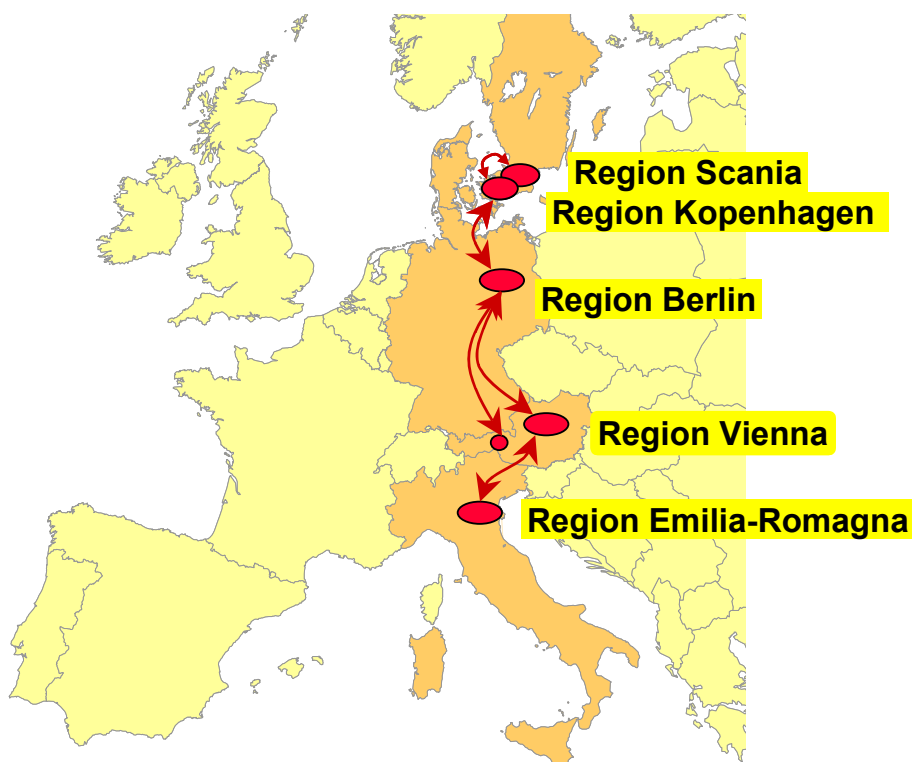 Region Scania
Region Kopenhagen
Region Berlin
Region Vienna
Region Emilia-Romagna